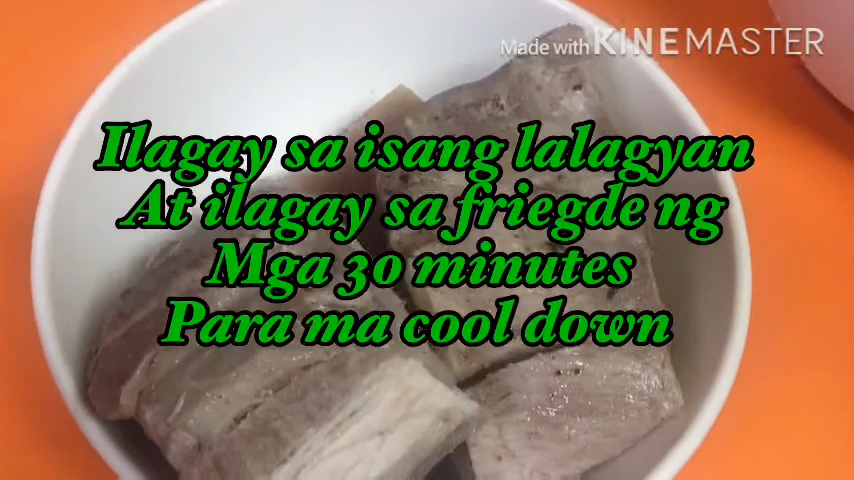 Made with KINEMASTER
Ilagay sa isang lalagyan
At ilagay sa friegde ng
Mga 30 minutes
Para ma cool down